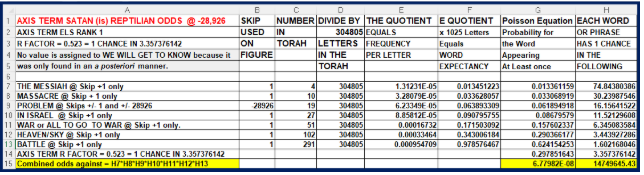 A B C D E F G H
1 AXIS TERM SATAN (is) REPTILIAN ODDS @ -28,926 SKIP NUMBER DIVIDE BY THE QUOTIENT E QUOTIENT Poisson Equation EACH WORD
2 AXIS TERM ELS RANK 1 USED IN 304805 EQUALS x 1025 Letters Probability for OR PHRASE
3 R FACTOR = 0.523 = 1 CHANCE IN 3.357376142 ON TORAH LETTERS FREQUENCY Equals the Word HAS 1 CHANCE
4 No value is assigned to WE WILL GET TO KNOW because it FIGURE IN THE PER LETTER WORD Appearing IN THE
5 was only found in an a posteriori manner. TORAH EXPECTANCY At Least once FOLLOWING
6
7 THE MESSIAH @ Skip +1 only 1 4 304805 1.31231E-05 0.013451223 0.013361159 74.84380386
8 MASSACRE @ Skip +1 only 1 10 304805 3.28079E-05 0.033628057 0.033068919 30.23987546
9 PROBLEM @ Skips +/- 1 and +/- 28926 28926 19 304805 6.23349E-05 0.063893309 0.061894918 16.15641522
10 IN ISRAEL @ Skip +1 only 1 27 304805 8.85812E-05 0.090795755 0.08679579 11.52129608
11 WAR or ALL TO GO TO WAR @ Skip +1 only. 1 51 304805 0.00016732 0.171503092 0.157602337 6.345083584
12 HEAVEN/SKY @ Skip +1 only 1 102 304805 0.00033464 0.343006184 0.290366177 3.443927286
13 BATTLE @ Skip +1 only 1 291 304805 0.000954709 0.978576467 0.624154253 1.602168046
14 AXIS TERM R FACTOR = 0.523 = 1 CHANCE IN 3.357376142 0.297851643 3.357376142
15 Combined odds against = H7*H8*H9*H10*H11*H12*H13 6.77982E-08 14749645.43